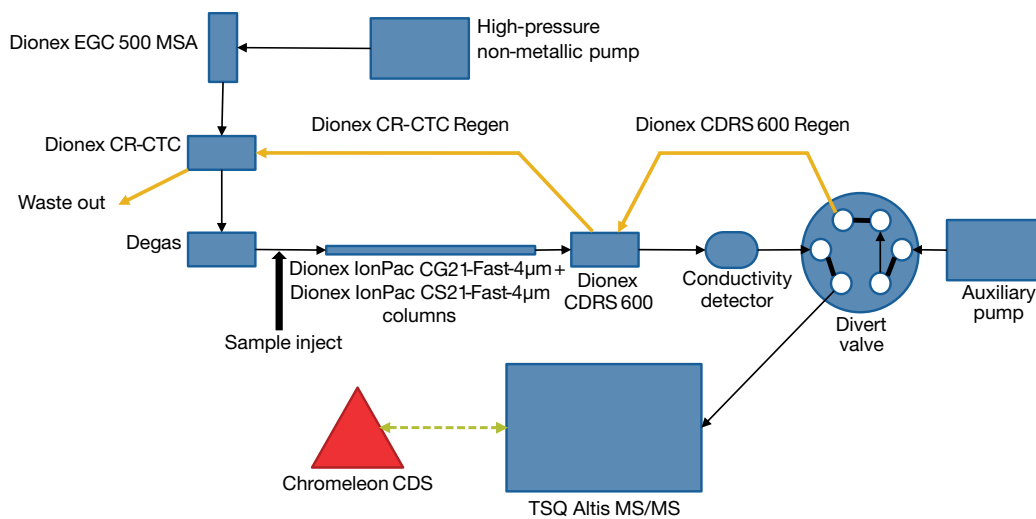 Dionex EGC 500 MSA
High-pressure
non-metallic pump
Dionex CR-CTC
Dionex CR-CTC Regen
Dionex CDRS 600 Regen
Waste out
Degas
Dionex IonPac CG21-Fast-4µm +
Dionex IonPac CS21-Fast-4µm
columns
Sample inject
Dionex
CDRS 600
Conductivity
detector
Divert
valve
Auxiliary
pump
Chromeleon CDS
TSQ Altis MS/MS